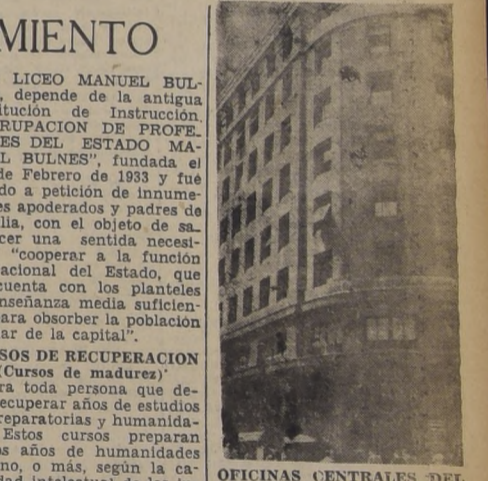 MIENTO
LICEO MANUEL BUL-
, depende de la antigua
itución de Instrucción.
RUPACION DE PROFE-
ES DEL ESTADO MA-
L BULNES", fundada el
de Febrero de 1933 y fué
do a petición de innume-
es apoderados y padres de
lia, con el objeto de sa-
cer una sentida necesi-
"cooperar a la función
acional del Estado, que
cuenta con los planteles
nseñanza media suficien-
ara absorber la población
ar de la capital".
SOS DE RECUPERACION
(Cursos de madurez)
ra toda persona que de-
ecuperar años de estudios
reparatorias y humanida-
Estos cursos preparan
s años de humanidades
no, o más, según la ca-
OFICINAS CENTRALES DEL